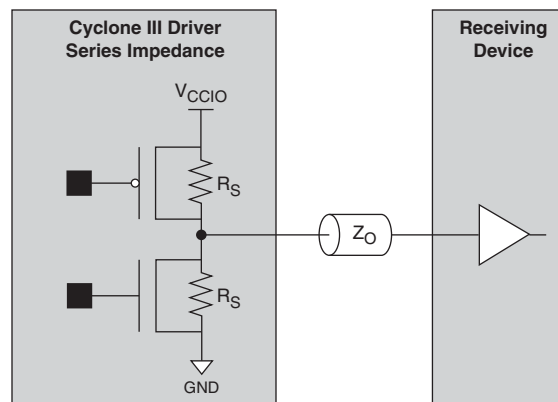 Cyclone III Driver
Series Impedance
Receiving
Device
VCCIO
RS
ZO
RS
GND